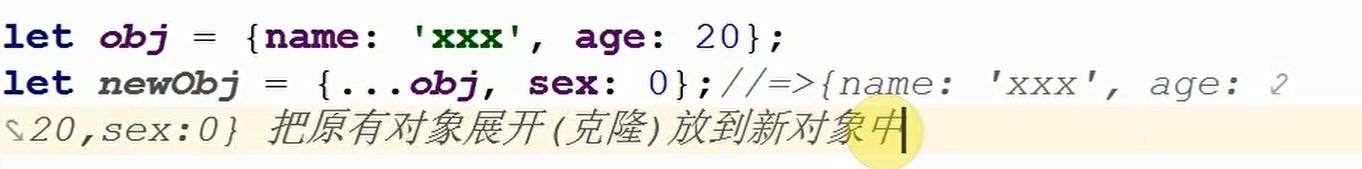 let obj = {name: 'xxx', age: 20};
let newObj = {...obj, sex: 0};//=>{name: 'xxx', age: 
20,sex:0} 把原有对象展开(克隆)放到新对象中